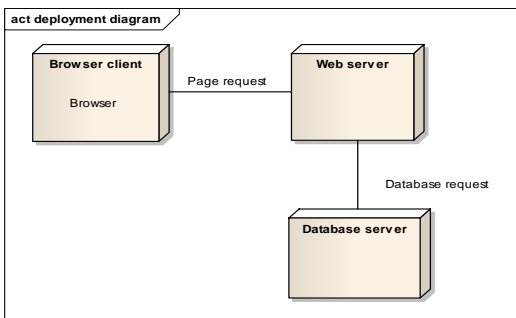 act deployment diagram
Browser client
Browser
Page request
Web server
Database request
Database server